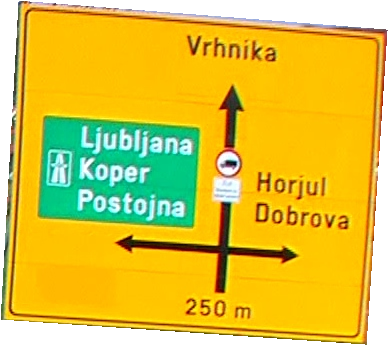 Vrhnika
Ljubljana
Koper
Postojna
Horjul
Dobrova
250 m